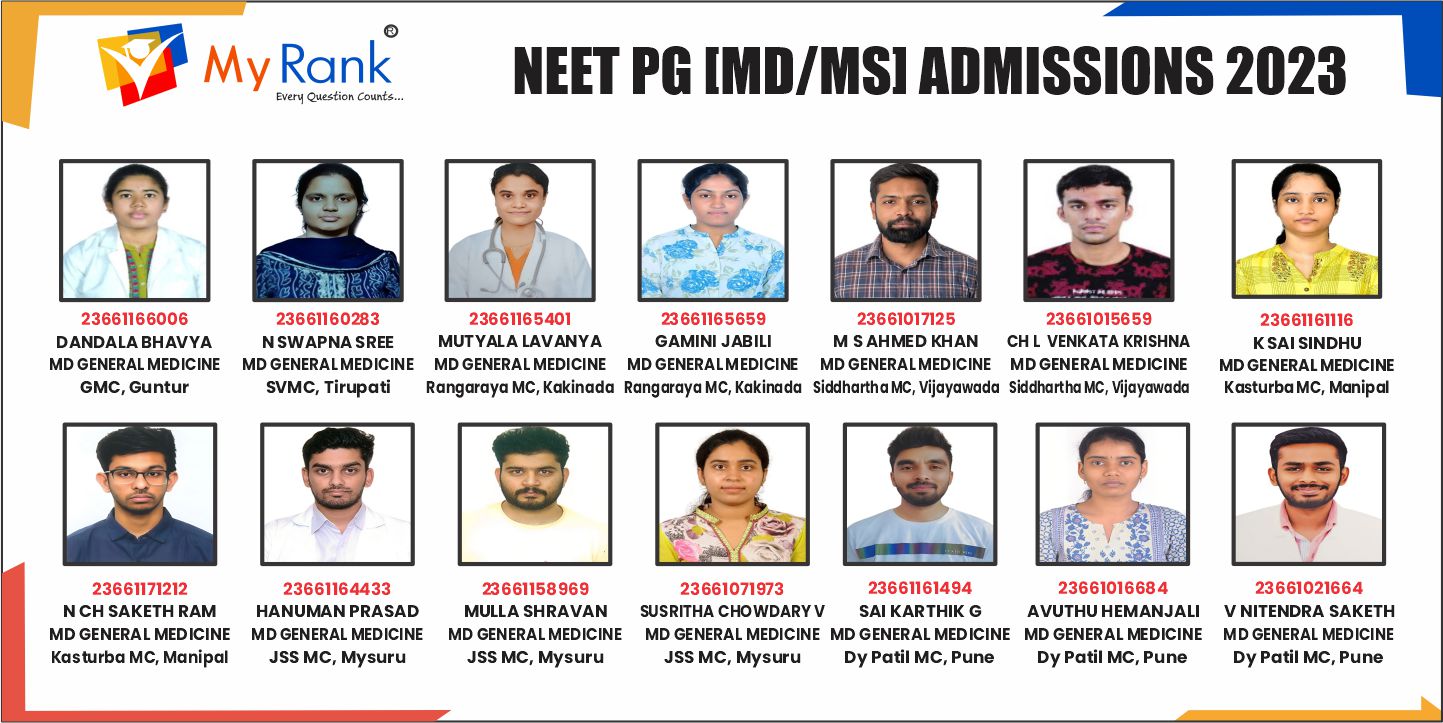 My Rank ®
Every Question Counts...
NEET PG [MD/MS] ADMISSIONS 2023
23661166006
DANDALA BHAVYA
MD GENERAL MEDICINE
GMC, Guntur
23661160283
N SWAPNA SREE
MD GENERAL MEDICINE
SVMC, Tirupati
23661165401
MUTYALA LAVANYA
MD GENERAL MEDICINE
Rangaraya MC, Kakinada
23661165659
GAMINI JABILI
MD GENERAL MEDICINE
Rangaraya MC, Kakinada
23661017125
M S AHMED KHAN
MD GENERAL MEDICINE
Siddhartha MC, Vijayawada
23661015659
CH L VENKATA KRISHNA
MD GENERAL MEDICINE
Siddhartha MC, Vijayawada
23661161116
K SAI SINDHU
MD GENERAL MEDICINE
Kasturba MC, Manipal
23661171212
N CH SAKETH RAM
MD GENERAL MEDICINE
Kasturba MC, Manipal
23661164433
HANUMAN PRASAD
MD GENERAL MEDICINE
JSS MC, Mysuru
23661158969
MULLA SHRAVAN
MD GENERAL MEDICINE
JSS MC, Mysuru
23661071973
SUSRITHA CHOWDARY V
MD GENERAL MEDICINE
JSS MC, Mysuru
23661161494
SAI KARTHIK G
MD GENERAL MEDICINE
Dy Patil MC, Pune
23661016684
AVUTHU HEMANJALI
MD GENERAL MEDICINE
Dy Patil MC, Pune
23661021664
V NITENDRA SAKETH
MD GENERAL MEDICINE
Dy Patil MC, Pune